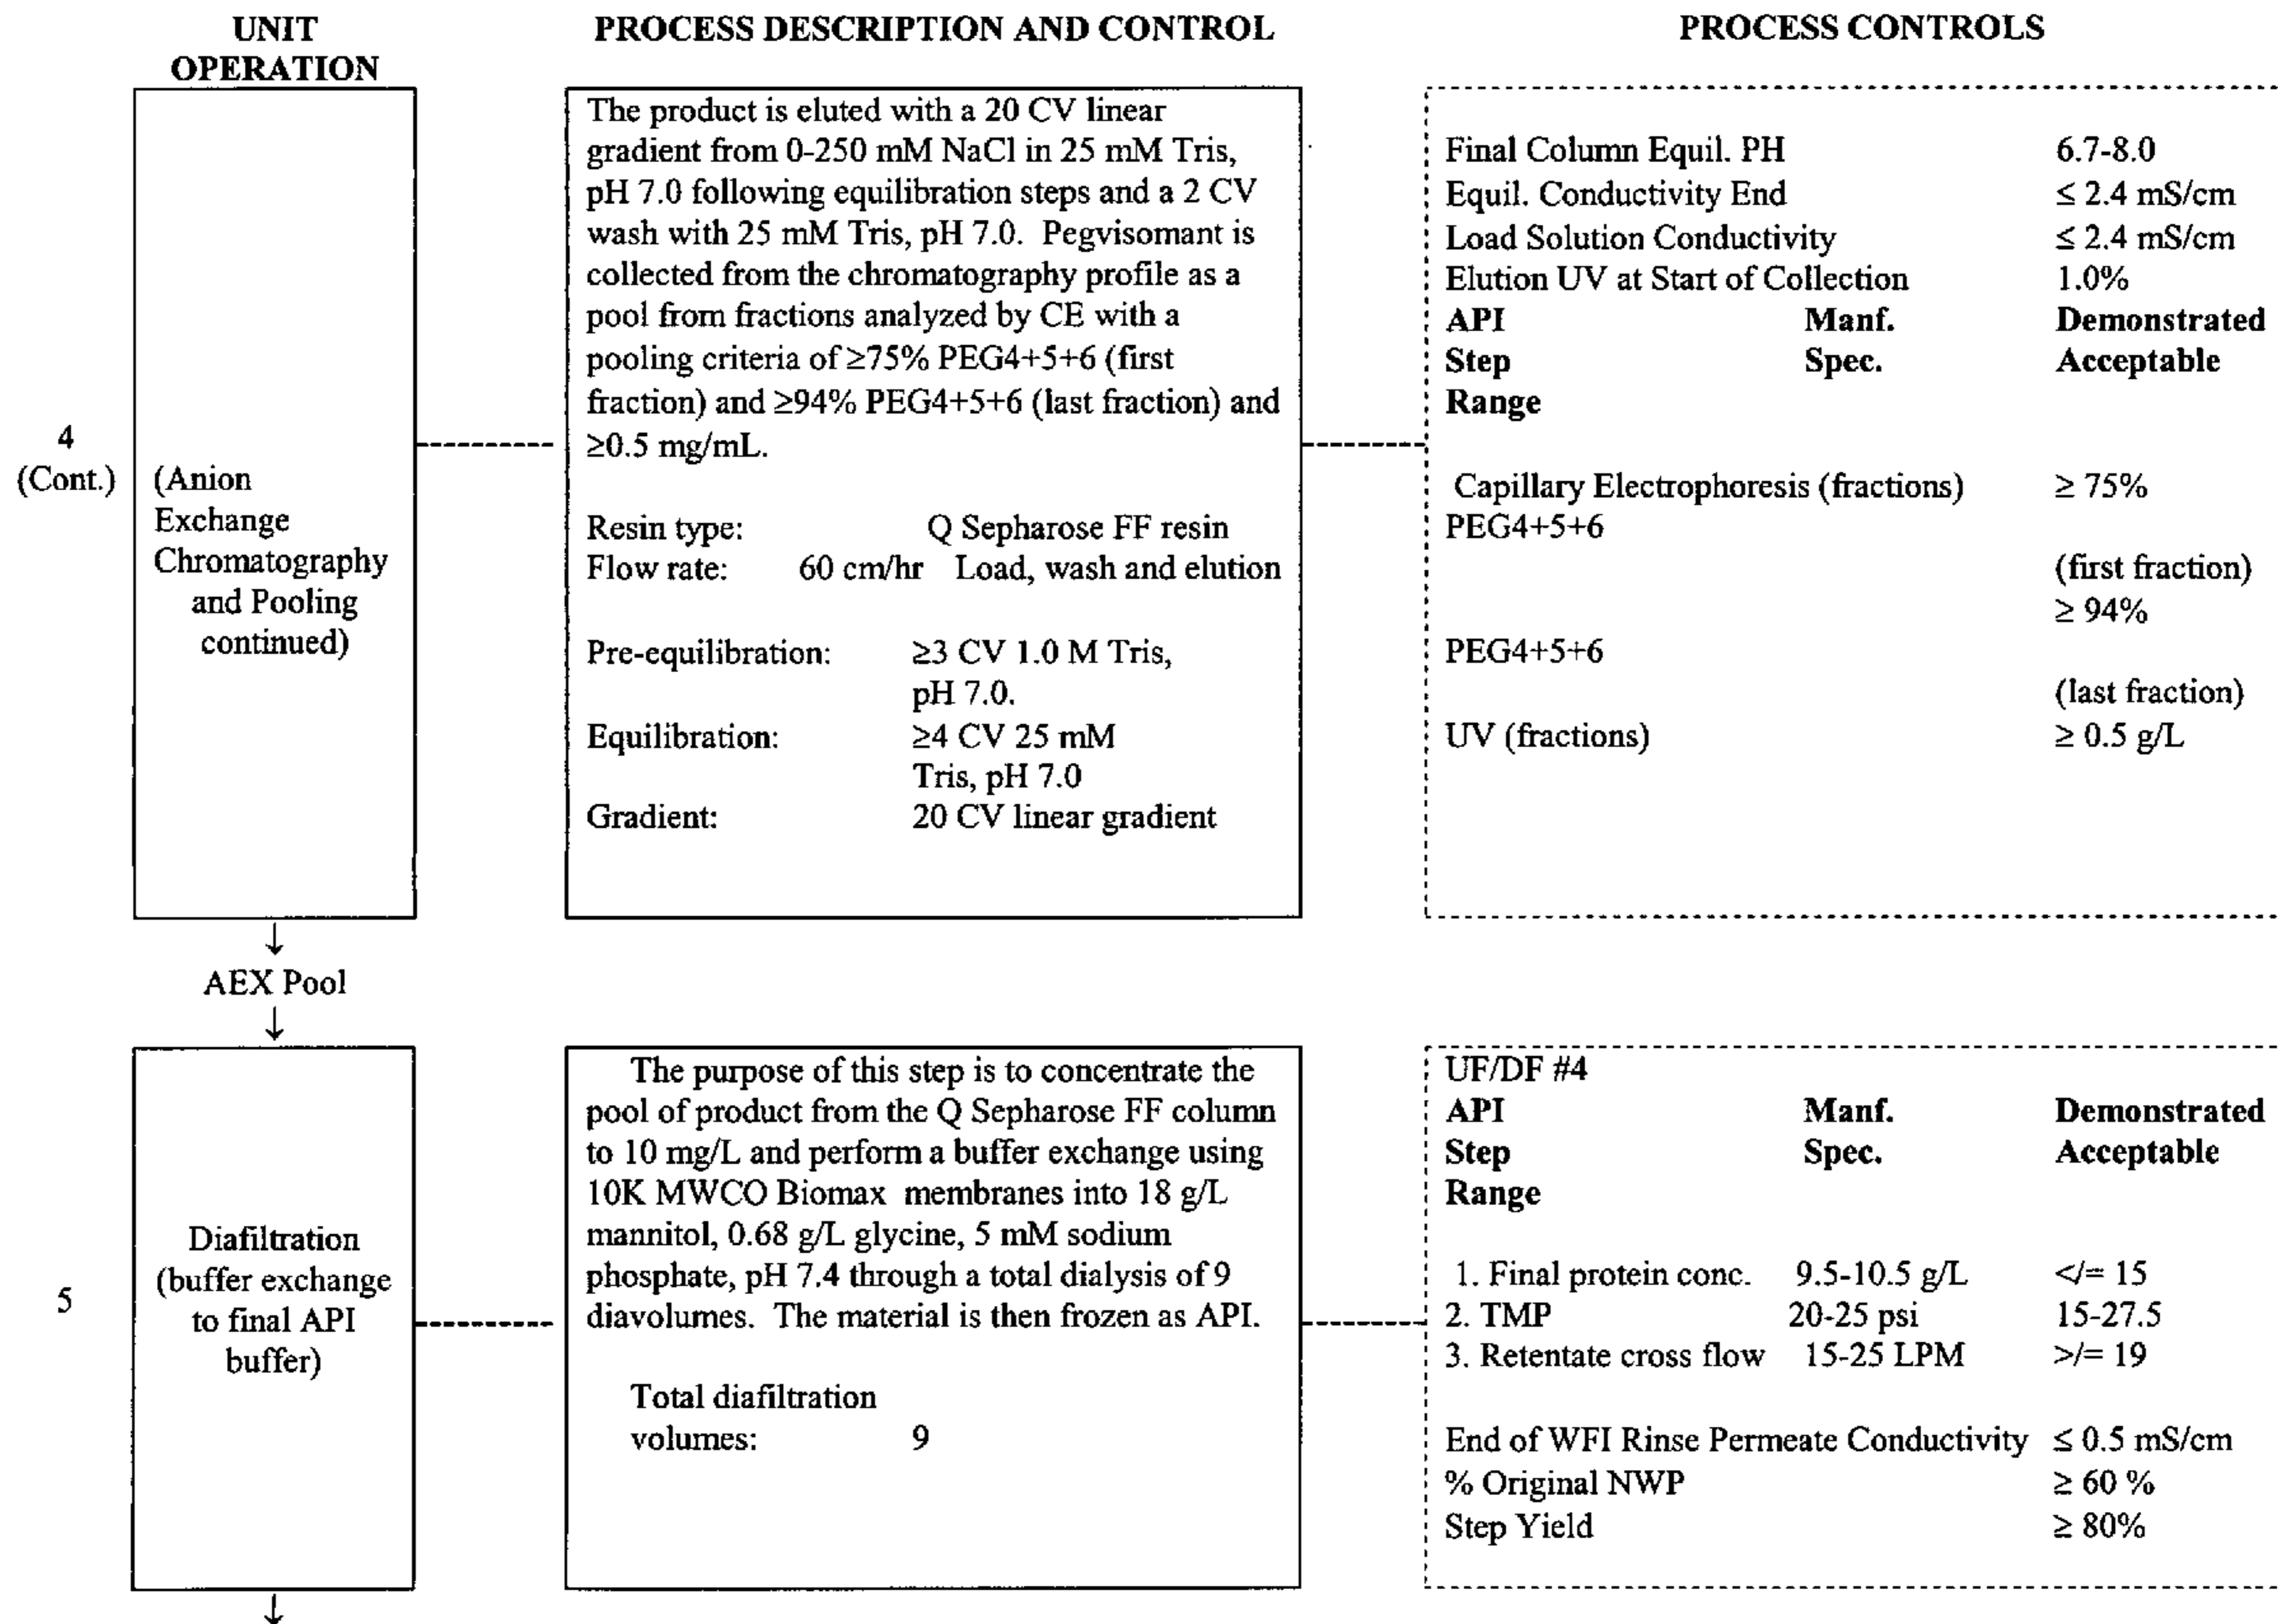 UNIT
OPERATION
PROCESS DESCRIPTION AND CONTROL
PROCESS CONTROLS
4
(Cont.)
(Anion
Exchange
Chromatography
and Pooling
continued)
The product is eluted with a 20 CV linear
gradient from 0-250 mM NaCl in 25 mM Tris,
pH 7.0 following equilibration steps and a 2 CV
wash with 25 mM Tris, pH 7.0. Pegvisomant is
collected from the chromatography profile as a
pool from fractions analyzed by CE with a
pooling criteria of ≥75% PEG4+5+6 (first
fraction) and ≥94% PEG4+5+6 (last fraction) and
≥0.5 mg/mL.
Resin type: Q Sepharose FF resin
Flow rate: 60 cm/hr Load, wash and elution
Pre-equilibration: ≥3 CV 1.0 M Tris,
pH 7.0.
Equilibration: ≥4 CV 25 mM
Tris, pH 7.0
Gradient: 20 CV linear gradient
Final Column Equil. PH 6.7-8.0
Equil. Conductivity End ≤ 2.4 mS/cm
Load Solution Conductivity ≤ 2.4 mS/cm
Elution UV at Start of Collection 1.0%
API Manf. Demonstrated
Step Spec. Acceptable
Range
Capillary Electrophoresis (fractions) ≥ 75%
PEG4+5+6
(first fraction)
≥ 94%
PEG4+5+6
(last fraction)
UV (fractions) ≥ 0.5 g/L
↓
AEX Pool
↓
5
Diafiltration
(buffer exchange
to final API
buffer)
The purpose of this step is to concentrate the
pool of product from the Q Sepharose FF column
to 10 mg/L and perform a buffer exchange using
10K MWCO Biomax membranes into 18 g/L
mannitol, 0.68 g/L glycine, 5 mM sodium
phosphate, pH 7.4 through a total dialysis of 9
diavolumes. The material is then frozen as API.
Total diafiltration
volumes: 9
UF/DF #4
API Manf. Demonstrated
Step Spec. Acceptable
Range
1. Final protein conc. 9.5-10.5 g/L </= 15
2. TMP 20-25 psi 15-27.5
3. Retentate cross flow 15-25 LPM >/= 19
End of WFI Rinse Permeate Conductivity ≤ 0.5 mS/cm
% Original NWP ≥ 60 %
Step Yield ≥ 80%
↓